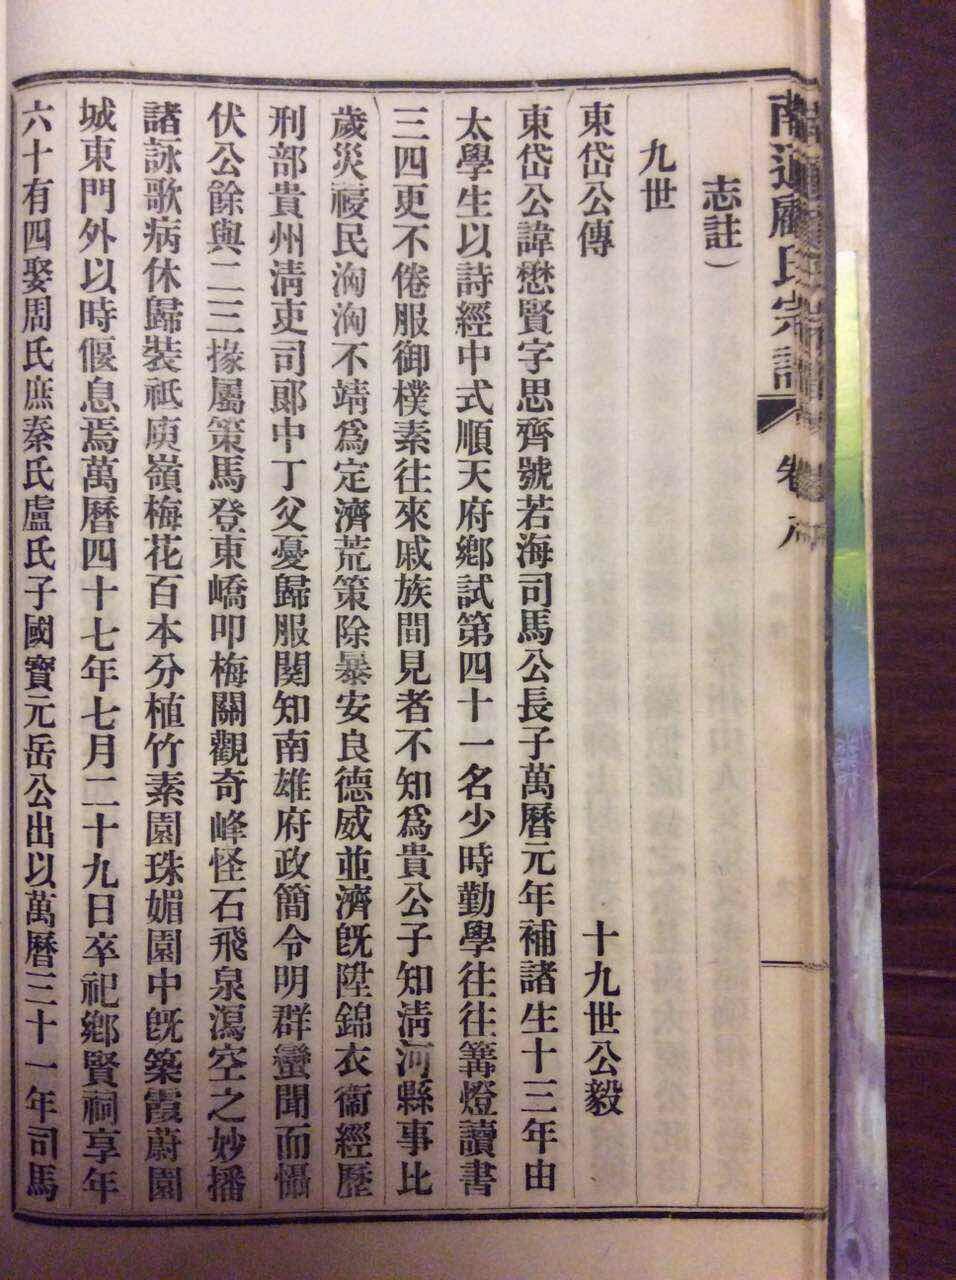 南通顧氏宗譜 卷八
志註）
九世
東岱公傳 十九世公毅
東岱公諱懋賢字思齊號若海司馬公長子萬曆元年補諸生十三年由
太學生以詩經中式順天府鄉試第四十一名少時勤學往往篝燈讀書
三四更不倦服御樸素往來戚族間見者不知爲貴公子知清河縣事比
歲災祲民洶洶不靖爲定濟荒策除暴安良德威並濟既陞錦衣衞經歷
刑部貴州清吏司郎中丁父憂歸服闋知南雄府政簡令明群蠻聞而懾
伏公餘與二三掾屬策馬登東嶠叩梅關觀奇峰怪石飛泉瀉空之妙播
諸詠歌病休歸裝祇庾嶺梅花百本分植竹素園珠媚園中既築霞蔚園
城東門外以時偃息焉萬曆四十七年七月二十九日卒祀鄉賢祠享年
六十有四娶周氏庶秦氏盧氏子國寶元岳公出以萬曆三十一年司馬